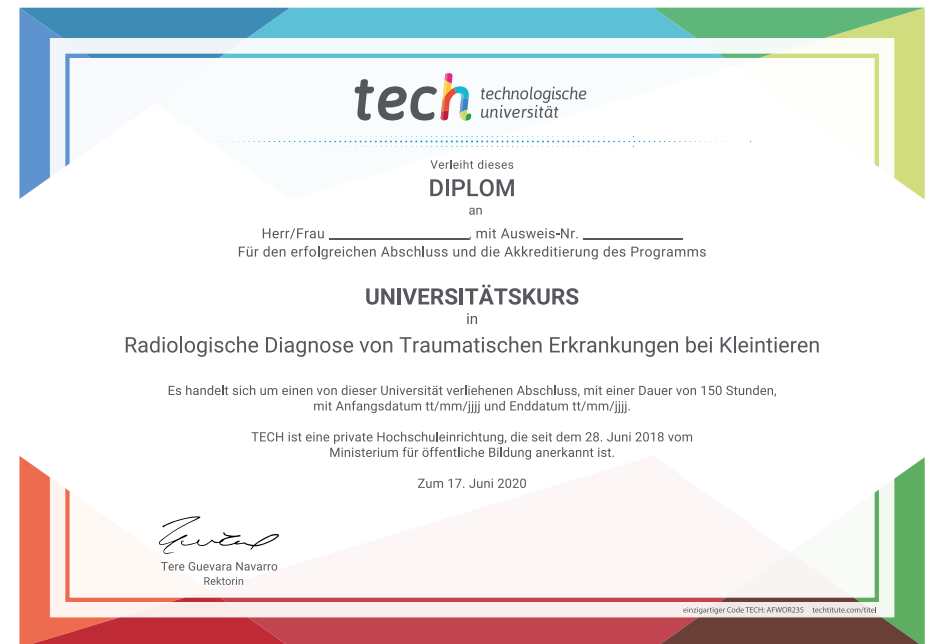 tech technologische
universität
Verleiht dieses
DIPLOM
an
Herr/Frau ____________________, mit Ausweis-Nr. ______________
Für den erfolgreichen Abschluss und die Akkreditierung des Programms
UNIVERSITÄTSKURS
in
Radiologische Diagnose von Traumatischen Erkrankungen bei Kleintieren
Es handelt sich um einen von dieser Universität verliehenen Abschluss, mit einer Dauer von 150 Stunden,
mit Anfangsdatum tt/mm/jjjj und Enddatum tt/mm/jjjj.
TECH ist eine private Hochschuleinrichtung, die seit dem 28. Juni 2018 vom
Ministerium für öffentliche Bildung anerkannt ist.
Zum 17. Juni 2020
Tere Guevara Navarro
Rektorin
einzigartiger Code TECH: AFWOR23S techtitute.com/titel